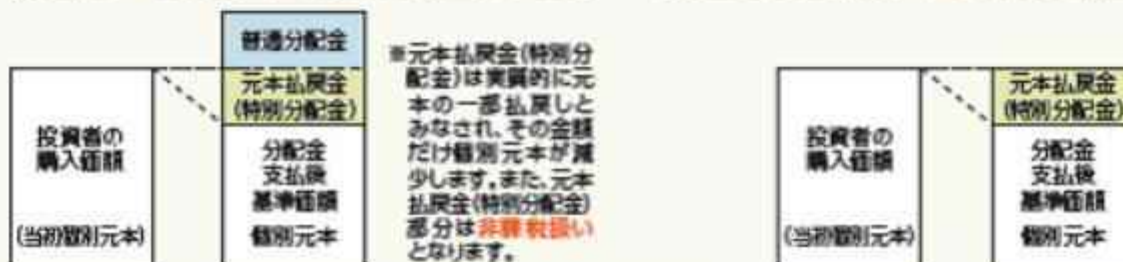 普通分配金
元本払戻金
(特別分配金)
投資者の
購入価額
(当初個別元本)
分配金
支払後
基準価額
個別元本
※元本払戻金(特別分
配金)は実質的に元
本の一部払戻しと
みなされ、その金額
だけ個別元本が減
少します。また、元本
払戻金(特別分配金)
部分は非課税扱い
となります。
投資者の
購入価額
(当初個別元本)
元本払戻金
(特別分配金)
分配金
支払後
基準価額
個別元本